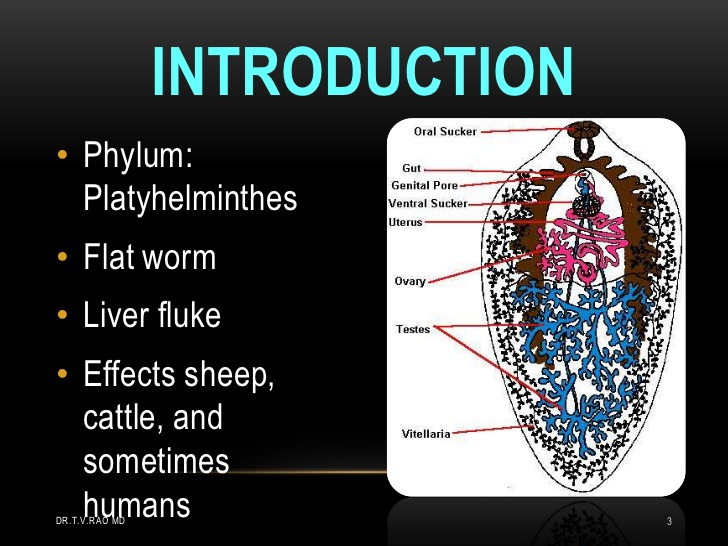 INTRODUCTION
• Phylum:
Platyhelminthes
• Flat worm
• Liver fluke
• Effects sheep,
cattle, and
sometimes
humans
Oral Sucker
Gut
Genital Pore
Ventral Sucker
Uterus
Ovary
Testes
Vitellaria
DR.T.V.RAO MD
3